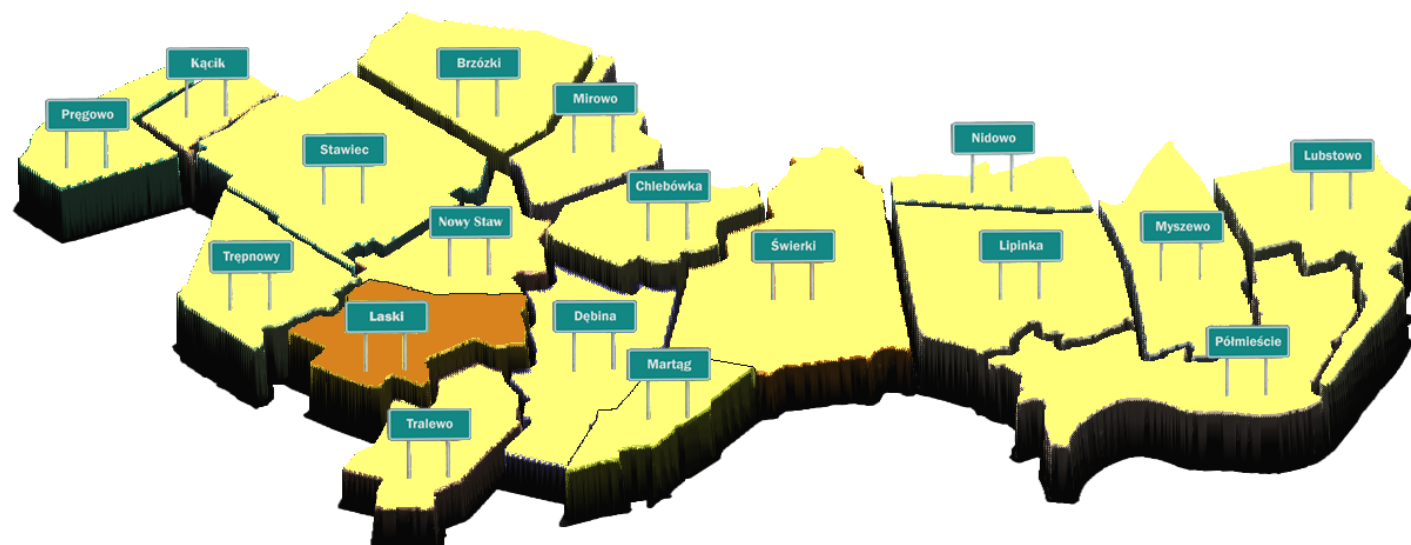 Kącik
Brzózki
Pręgowo
Mirowo
Stawiec
Nidowo
Lubstowo
Chlebówka
Nowy Staw
Myszewo
Trępnowy
Świerki
Lipinka
Laski
Dębina
Półmieście
Martąg
Tralewo